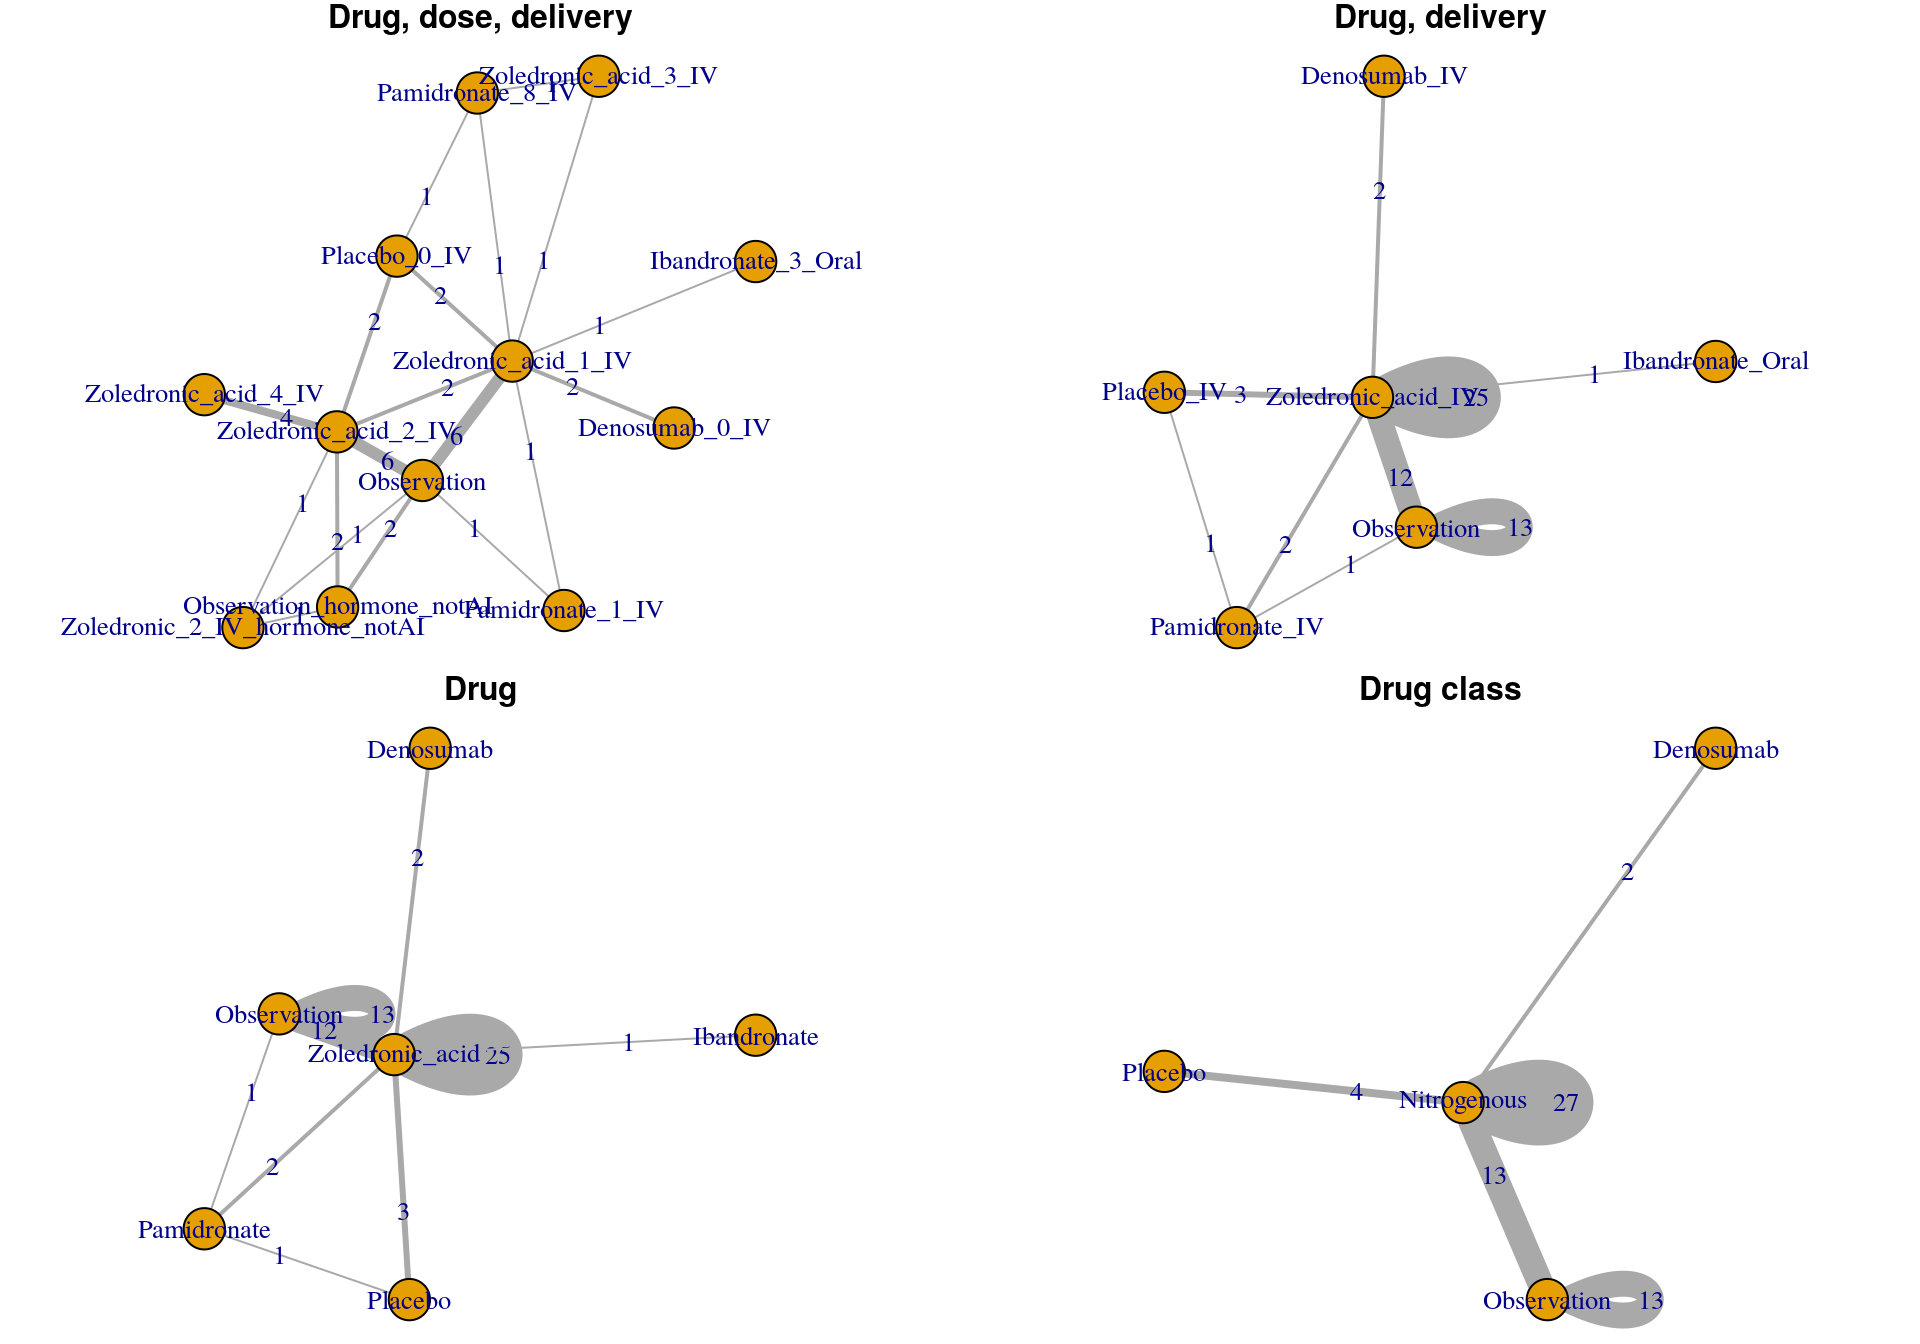 Drug, dose, delivery
Zoledronic_acid_3_IV
Pamidronate_8_IV
1
1
Placebo_0_IV
1
1
Ibandronate_3_Oral
2
2
1
Zoledronic_acid_1_IV
Zoledronic_acid_4_IV
2
2
4
Zoledronic_acid_2_IV
6
Denosumab_0_IV
6
1
Observation
1
2
1
2
1
Observation_hormone_notAI
Pamidronate_1_IV
1
Zoledronic_2_IV_hormone_notAI
Drug, delivery
Denosumab_IV
2
Ibandronate_Oral
1
Placebo_IV
3
Zoledronic_acid_IV
25
12
Observation
13
1
2
1
Pamidronate_IV
Drug
Denosumab
2
Observation
13
12
Zoledronic_acid
25
1
Ibandronate
1
2
3
Pamidronate
1
Placebo
Drug class
Denosumab
2
Placebo
4
Nitrogenous
27
13
Observation
13